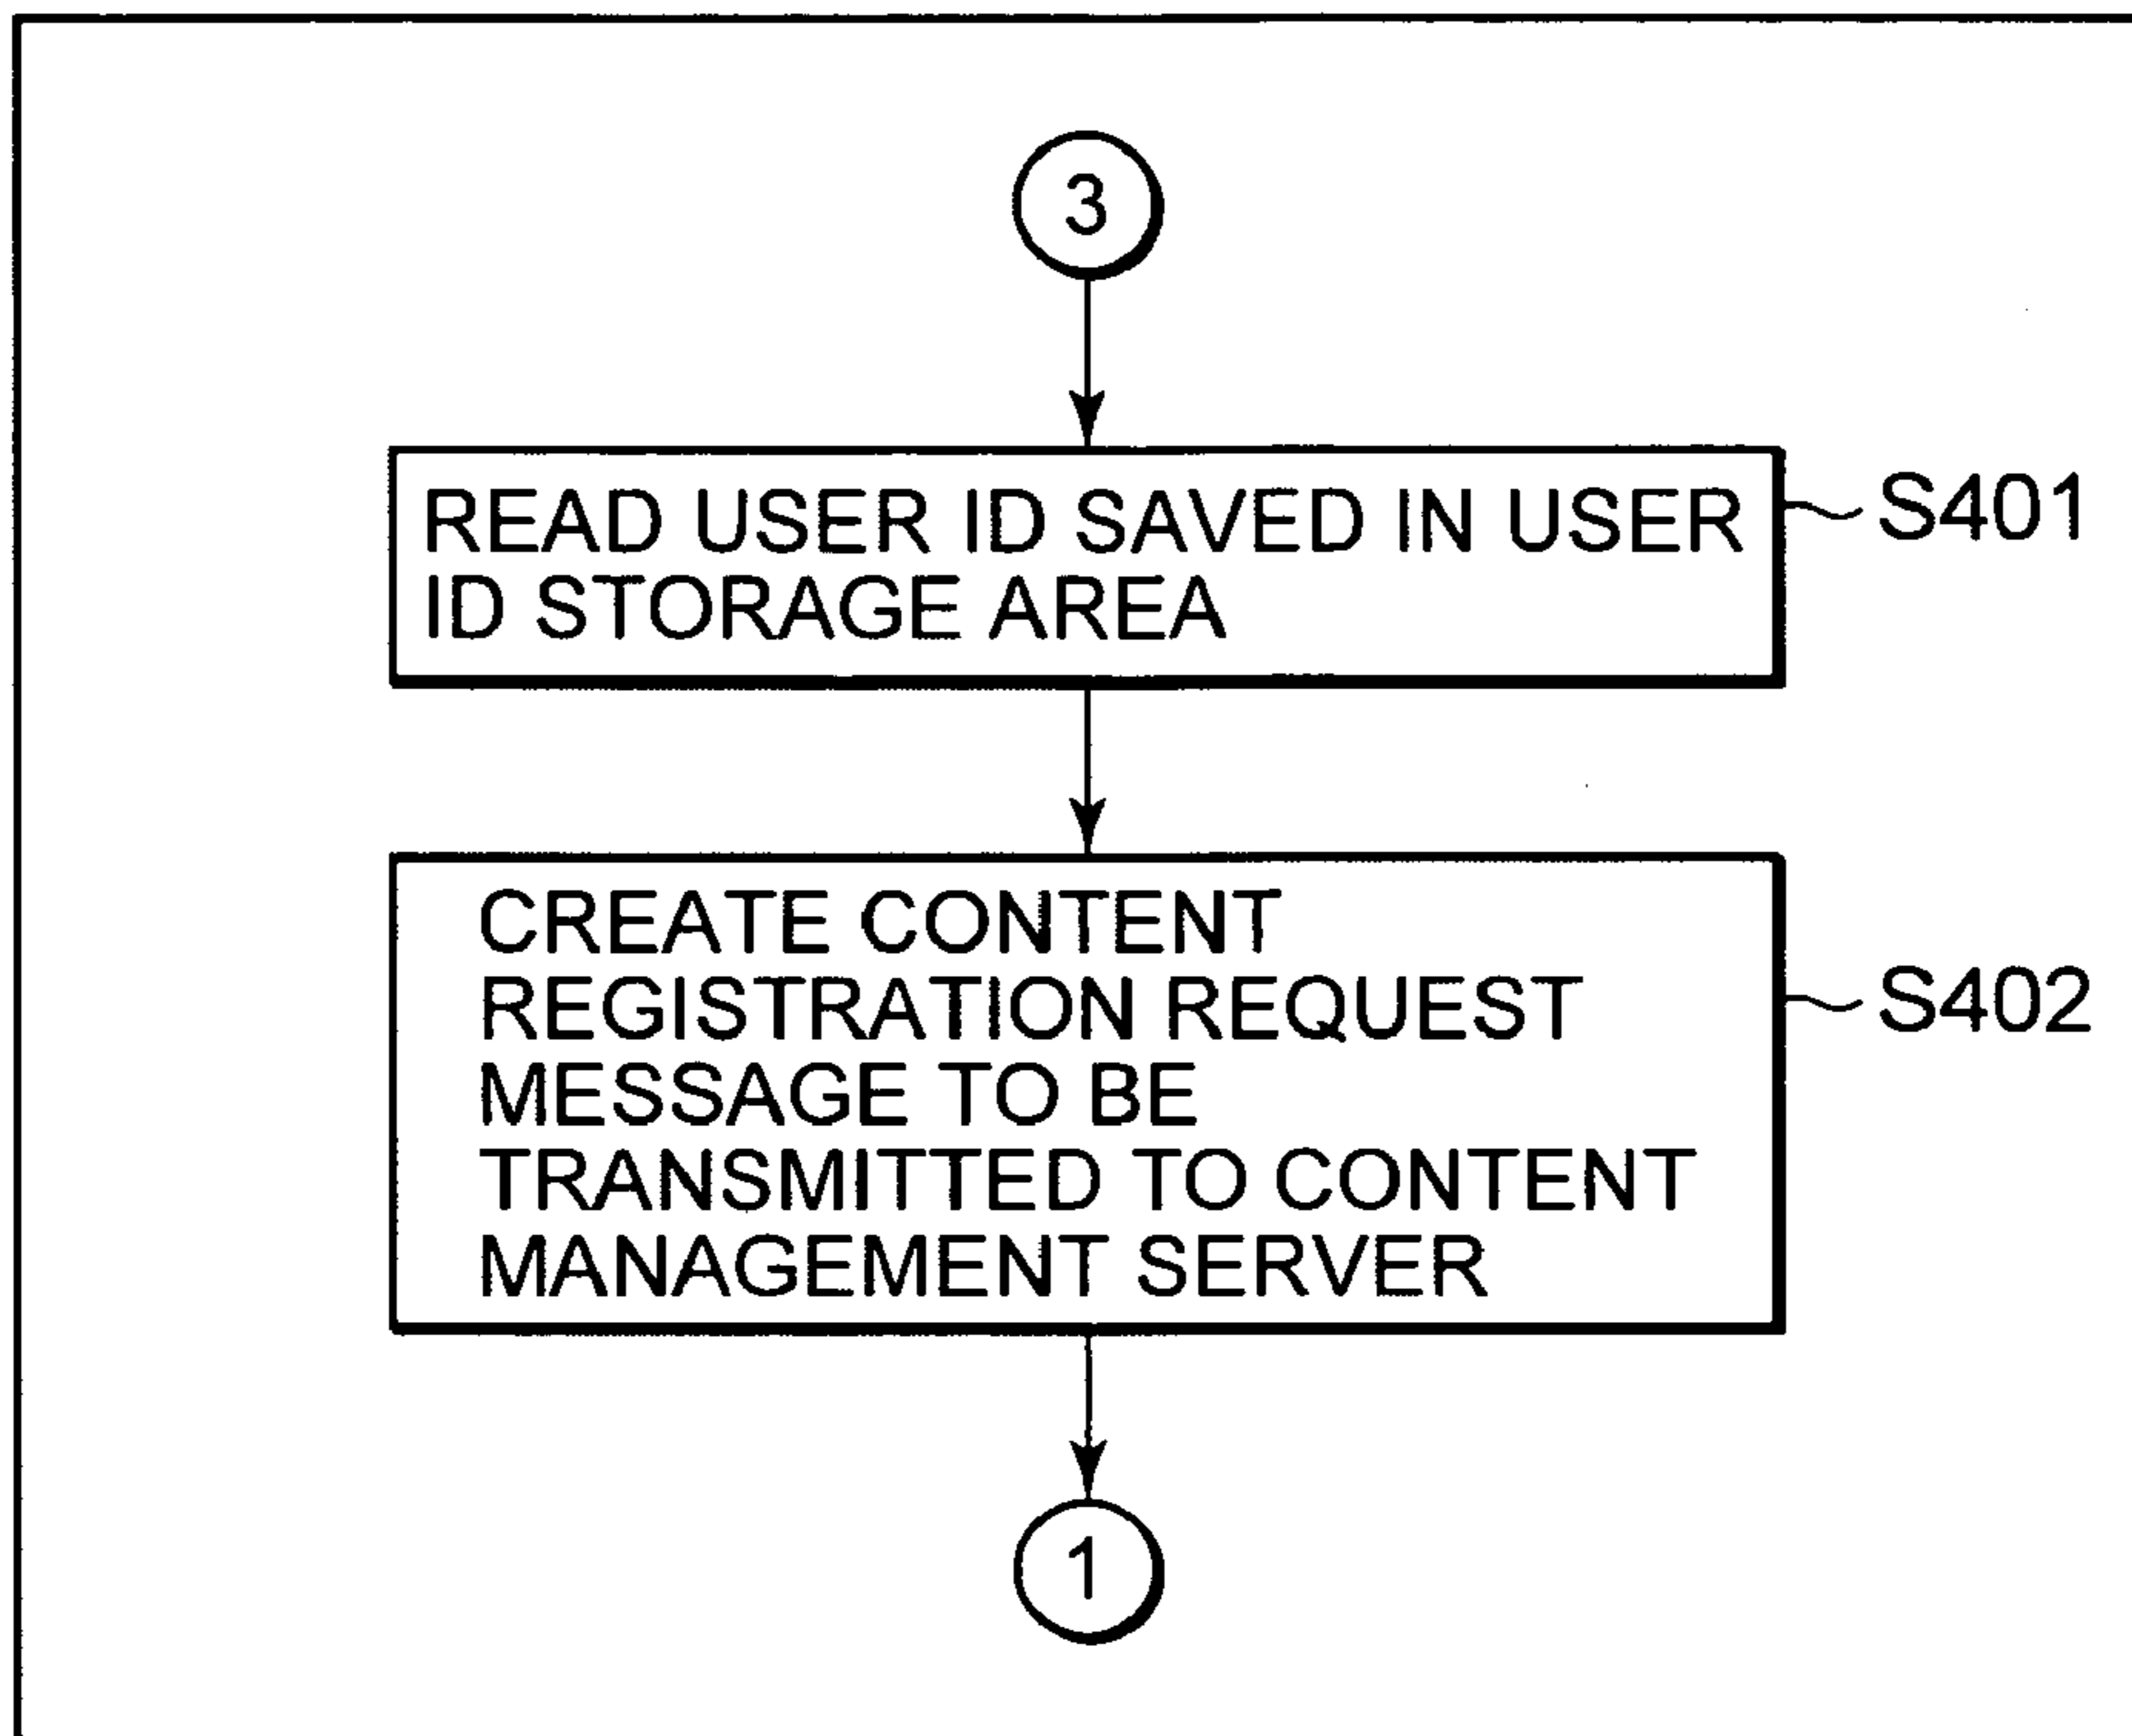 3
READ USER ID SAVED IN USER
ID STORAGE AREA
S401
CREATE CONTENT
REGISTRATION REQUEST
MESSAGE TO BE
TRANSMITTED TO CONTENT
MANAGEMENT SERVER
S402
1